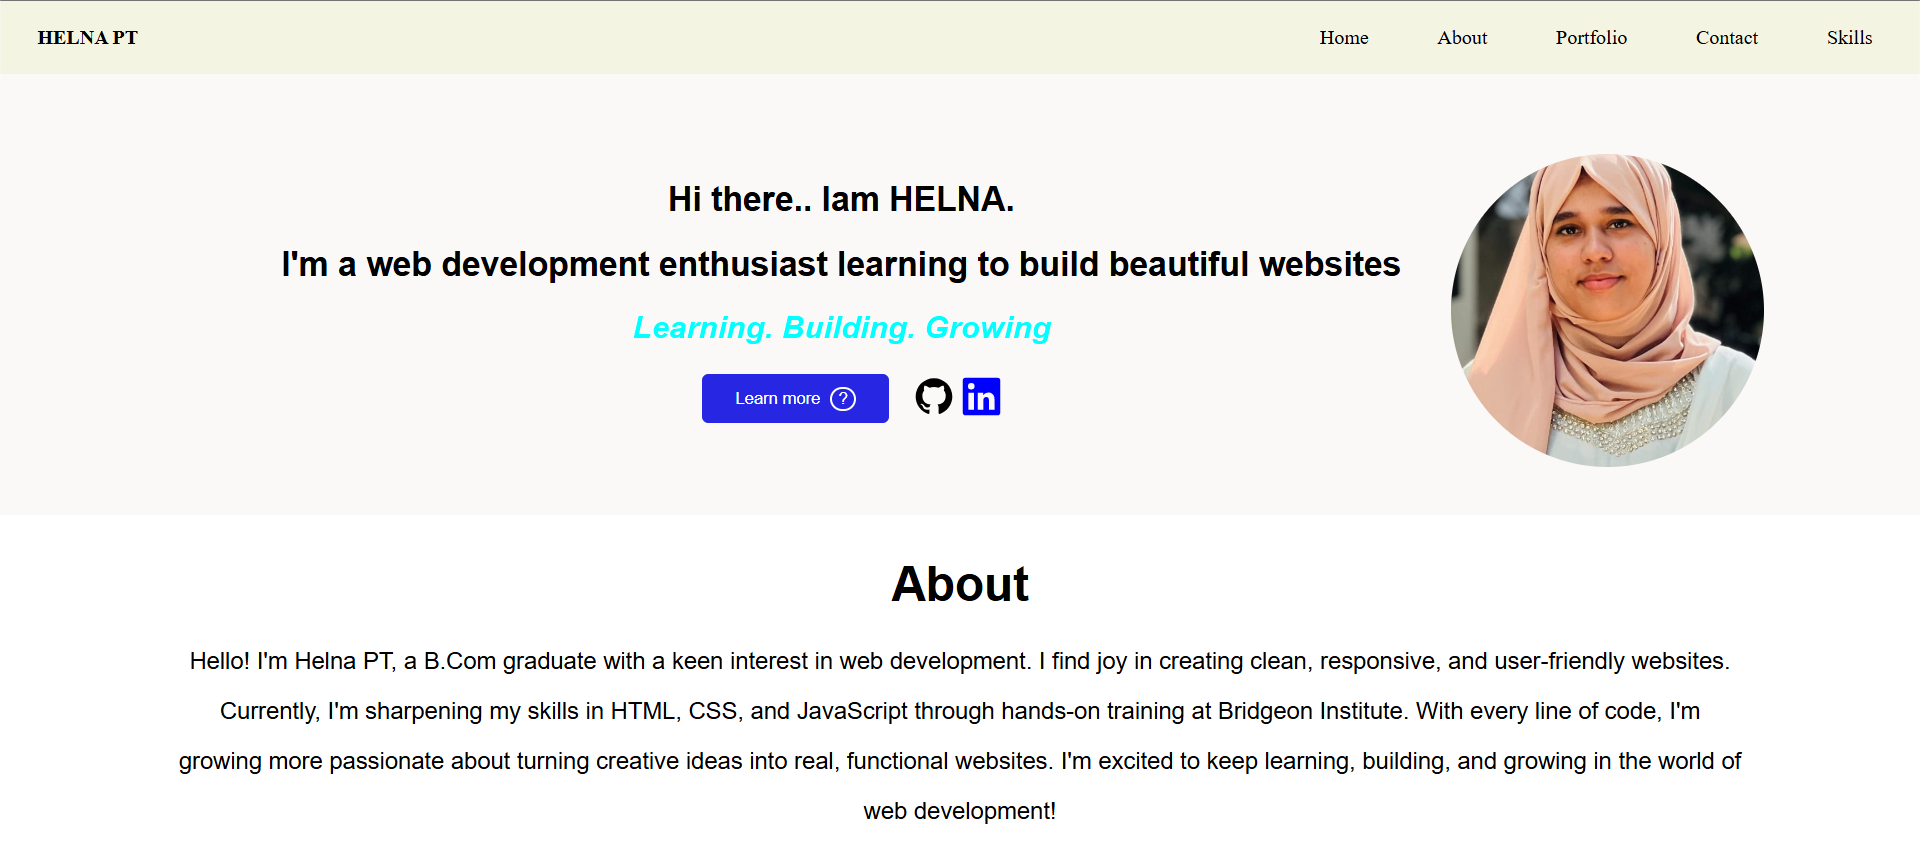 HELNA PT
Home About Portfolio Contact Skills
Hi there.. Iam HELNA.
I'm a web development enthusiast learning to build beautiful websites
Learning. Building. Growing
Learn more ?
in
About
Hello! I'm Helna PT, a B.Com graduate with a keen interest in web development. I find joy in creating clean, responsive, and user-friendly websites.
Currently, I'm sharpening my skills in HTML, CSS, and JavaScript through hands-on training at Bridgeon Institute. With every line of code, I'm
growing more passionate about turning creative ideas into real, functional websites. I'm excited to keep learning, building, and growing in the world of
web development!